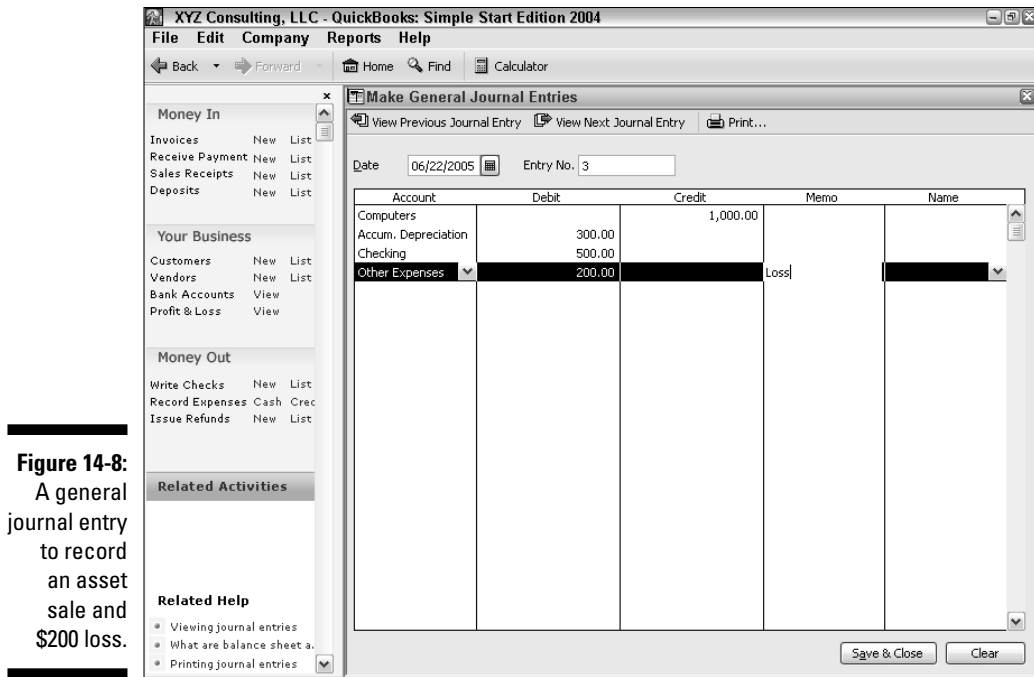 XYZ Consulting, LLC - QuickBooks: Simple Start Edition 2004
File Edit Company Reports Help
Back Forward Home Find Calculator
Money In
Invoices New List
Receive Payment New List
Sales Receipts New List
Deposits New List
Your Business
Customers New List
Vendors New List
Bank Accounts View
Profit & Loss View
Money Out
Write Checks New List
Record Expenses Cash Cred
Issue Refunds New List
Related Activities
Related Help
Viewing journal entries
What are balance sheet a.
Printing journal entries
Make General Journal Entries
View Previous Journal Entry View Next Journal Entry Print...
Date 06/22/2005 Entry No. 3
Account Debit Credit Memo Name
Computers 1,000.00
Accum. Depreciation 300.00
Checking 500.00
Other Expenses 200.00 Loss
Save & Close Clear
Figure 14-8:
A general
journal entry
to record
an asset
sale and
$200 loss.